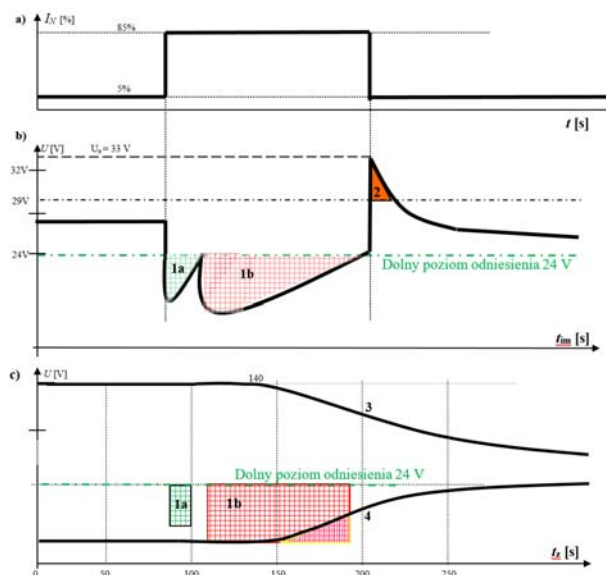 a) I_N [%]
85%
5%
t [s]
b) U [V] U₀ = 33 V
32V
29V
2
24V
1a 1b
Dolny poziom odniesienia 24 V
t_im [s]
c) U [V]
140
3
Dolny poziom odniesienia 24 V
1a 1b
4
0 50 100 150 200 250
t_z [s]